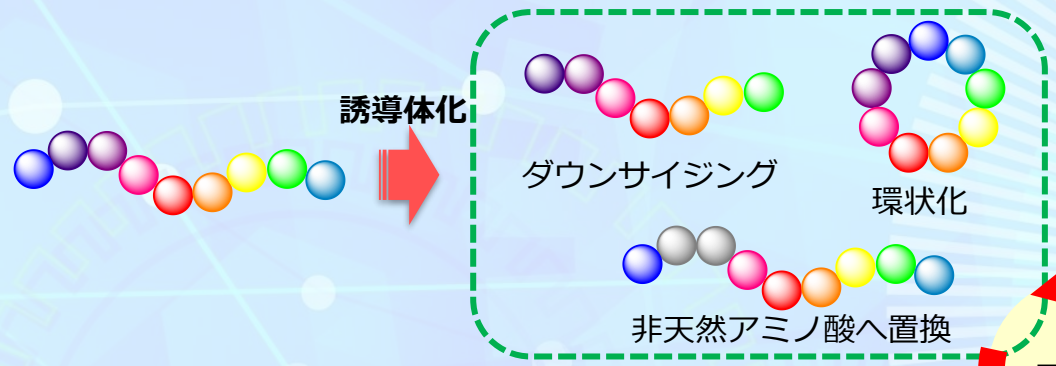 誘導体化
ダウンサイジング
環状化
非天然アミノ酸へ置換